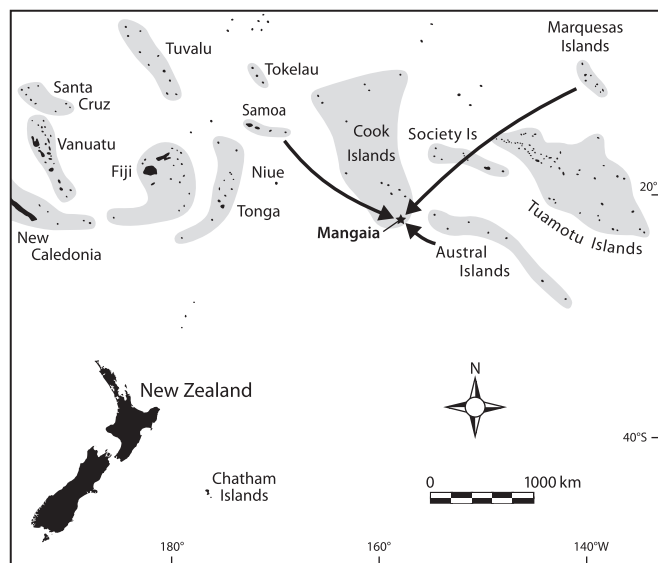 Marquesas
Islands
Tuvalu
Tokelau
Santa
Cruz
Samoa
Cook
Islands
Society Is
Vanuatu
Fiji
Niue
20°
Tonga
Tuamotu Islands
Mangaia
New
Caledonia
Austral
Islands
N
New Zealand
40°S
Chatham
Islands
0 1000 km
180° 160° 140°W